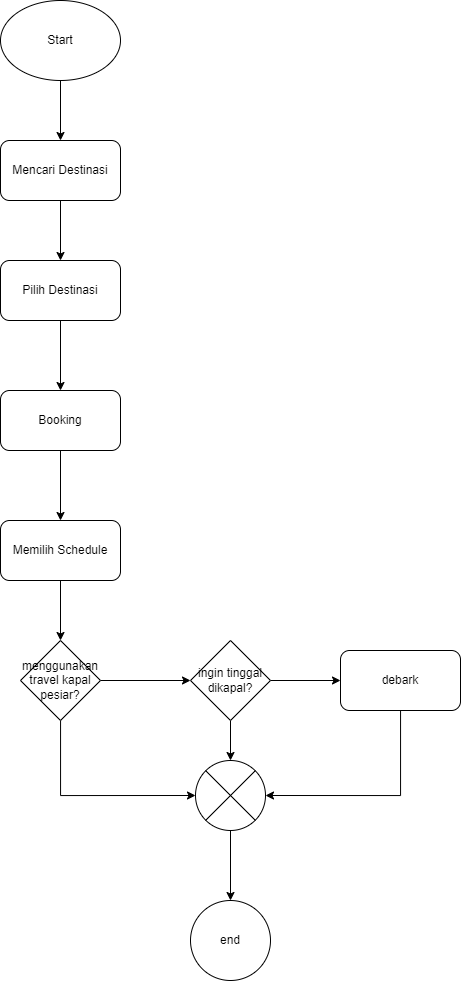 Start
Mencari Destinasi
Pilih Destinasi
Booking
Memilih Schedule
menggunakan
travel kapal
pesiar?
ingin tinggal
dikapal?
debark
end